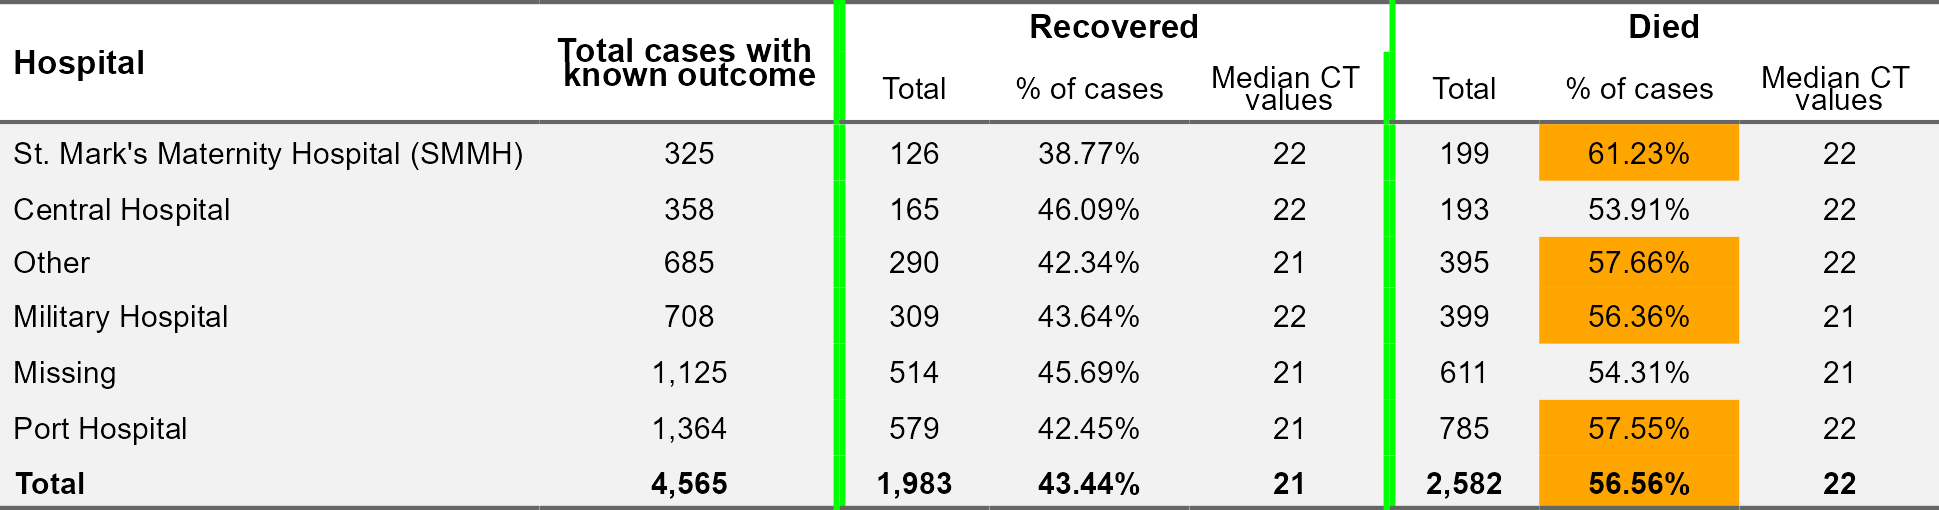 Hospital
Total cases with
known outcome
Recovered
Died
Total
% of cases
Median CT
values
Total
% of cases
Median CT
values
St. Mark's Maternity Hospital (SMMH) 325 126 38.77% 22 199 61.23% 22
Central Hospital 358 165 46.09% 22 193 53.91% 22
Other 685 290 42.34% 21 395 57.66% 22
Military Hospital 708 309 43.64% 22 399 56.36% 21
Missing 1,125 514 45.69% 21 611 54.31% 21
Port Hospital 1,364 579 42.45% 21 785 57.55% 22
Total 4,565 1,983 43.44% 21 2,582 56.56% 22